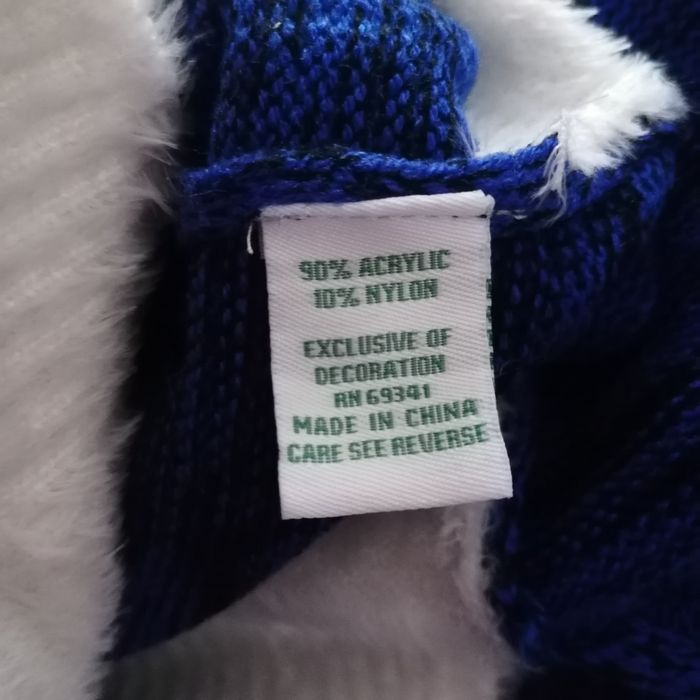 90% ACRYLIC
10% NYLON
EXCLUSIVE OF
DECORATION
RN 69341
MADE IN CHINA
CARE SEE REVERSE